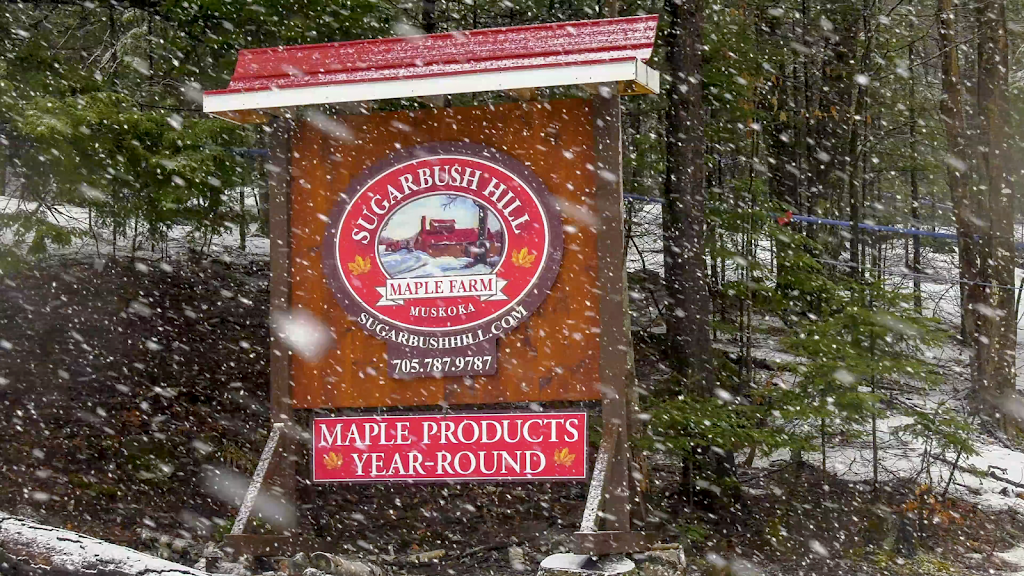 SUGARBUSH HILL
MAPLE FARM
MUSKOKA
SUGARBUSHHILL.COM
705.787.9787
MAPLE PRODUCTS
YEAR-ROUND